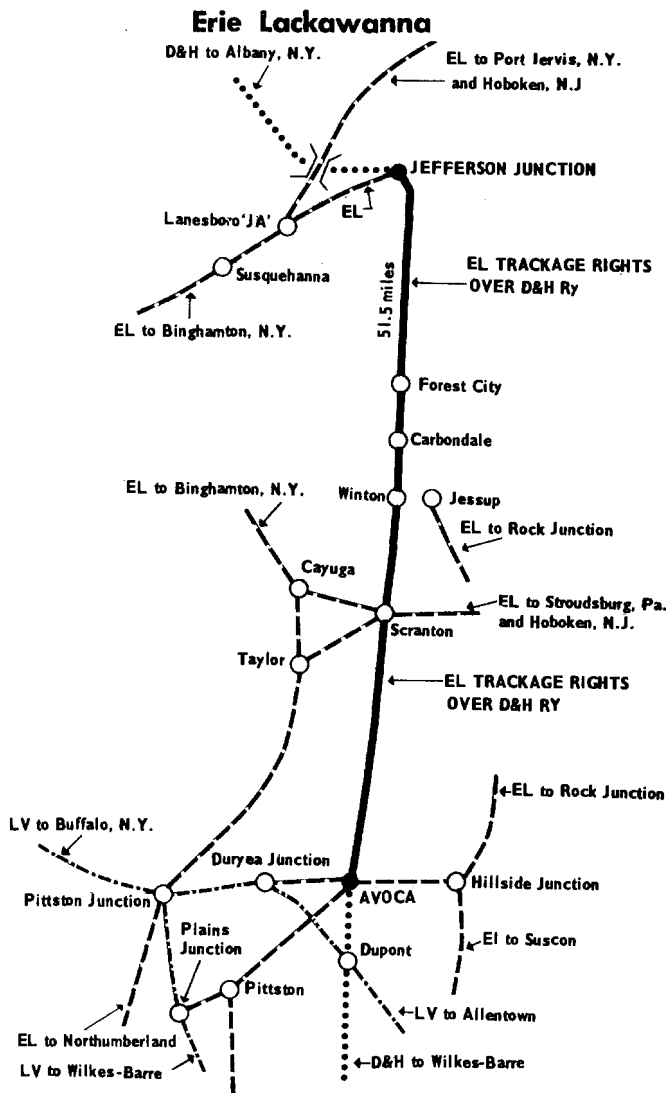 Erie Lackawanna
D&H to Albany, N.Y.
EL to Port Jervis, N.Y.
and Hoboken, N.J
JEFFERSON JUNCTION
Lanesboro 'JA'
EL
Susquehanna
EL TRACKAGE RIGHTS
OVER D&H Ry
51.5 miles
EL to Binghamton, N.Y.
Forest City
Carbondale
EL to Binghamton, N.Y.
Winton
Jessup
EL to Rock Junction
Cayuga
EL to Stroudsburg, Pa.
and Hoboken, N.J.
Scranton
Taylor
EL TRACKAGE RIGHTS
OVER D&H RY
EL to Rock Junction
LV to Buffalo, N.Y.
Duryea Junction
Pittston Junction
AVOCA
Hillside Junction
Plains
Junction
El to Suscon
Dupont
Pittston
LV to Allentown
EL to Northumberland
LV to Wilkes-Barre
D&H to Wilkes-Barre